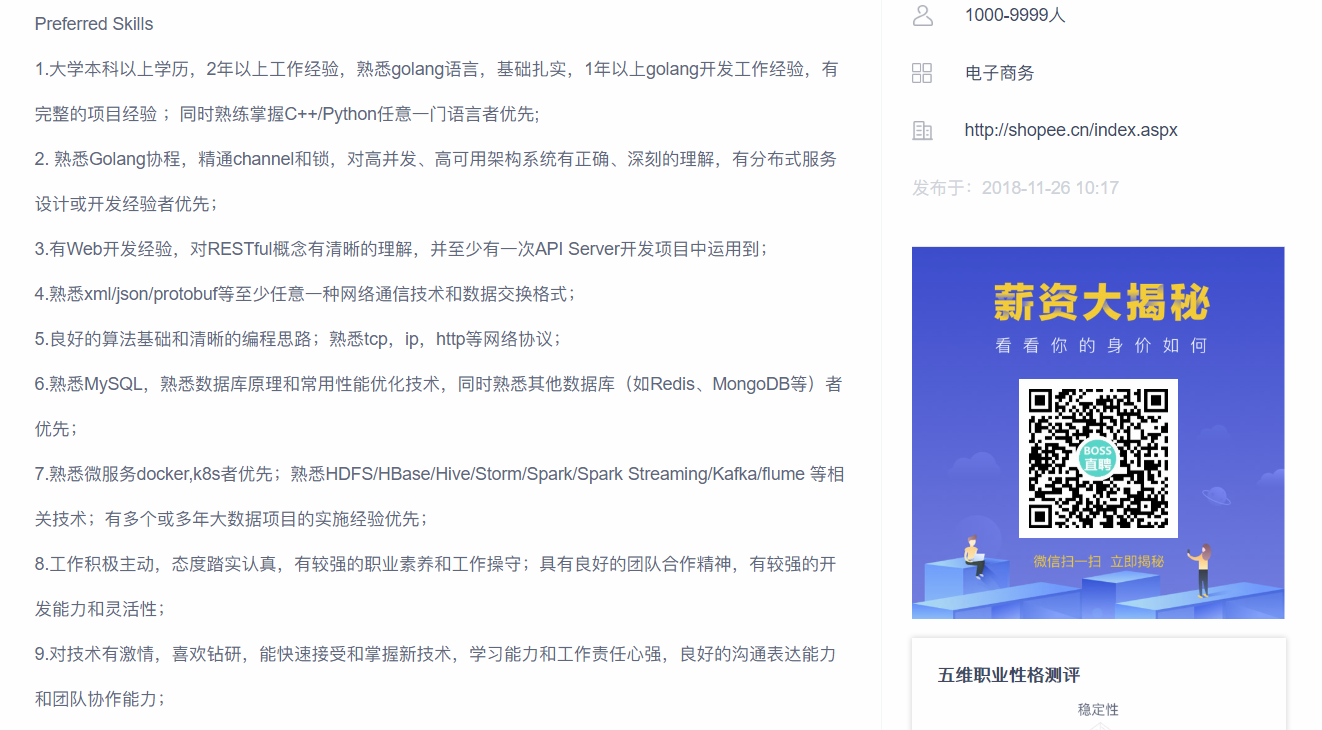 Preferred Skills
1.大学本科以上学历，2年以上工作经验，熟悉golang语言，基础扎实，1年以上golang开发工作经验，有
完整的项目经验 ；同时熟练掌握C++/Python任意一门语言者优先;
2. 熟悉Golang协程，精通channel和锁，对高并发、高可用架构系统有正确、深刻的理解，有分布式服务
设计或开发经验者优先；
3.有Web开发经验，对RESTful概念有清晰的理解，并至少有一次API Server开发项目中运用到；
4.熟悉xml/json/protobuf等至少任意一种网络通信技术和数据交换格式；
5.良好的算法基础和清晰的编程思路；熟悉tcp，ip，http等网络协议；
6.熟悉MySQL，熟悉数据库原理和常用性能优化技术，同时熟悉其他数据库（如Redis、MongoDB等）者
优先；
7.熟悉微服务docker,k8s者优先；熟悉HDFS/HBase/Hive/Storm/Spark/Spark Streaming/Kafka/flume 等相
关技术；有多个或多年大数据项目的实施经验优先；
8.工作积极主动，态度踏实认真，有较强的职业素养和工作操守；具有良好的团队合作精神，有较强的开
发能力和灵活性；
9.对技术有激情，喜欢钻研，能快速接受和掌握新技术，学习能力和工作责任心强，良好的沟通表达能力
和团队协作能力；
1000-9999人
电子商务
http://shopee.cn/index.aspx
发布于：2018-11-26 10:17
薪资大揭秘
看看你的身价如何
BOSS
直聘
微信扫一扫 立即揭秘
五维职业性格测评
稳定性